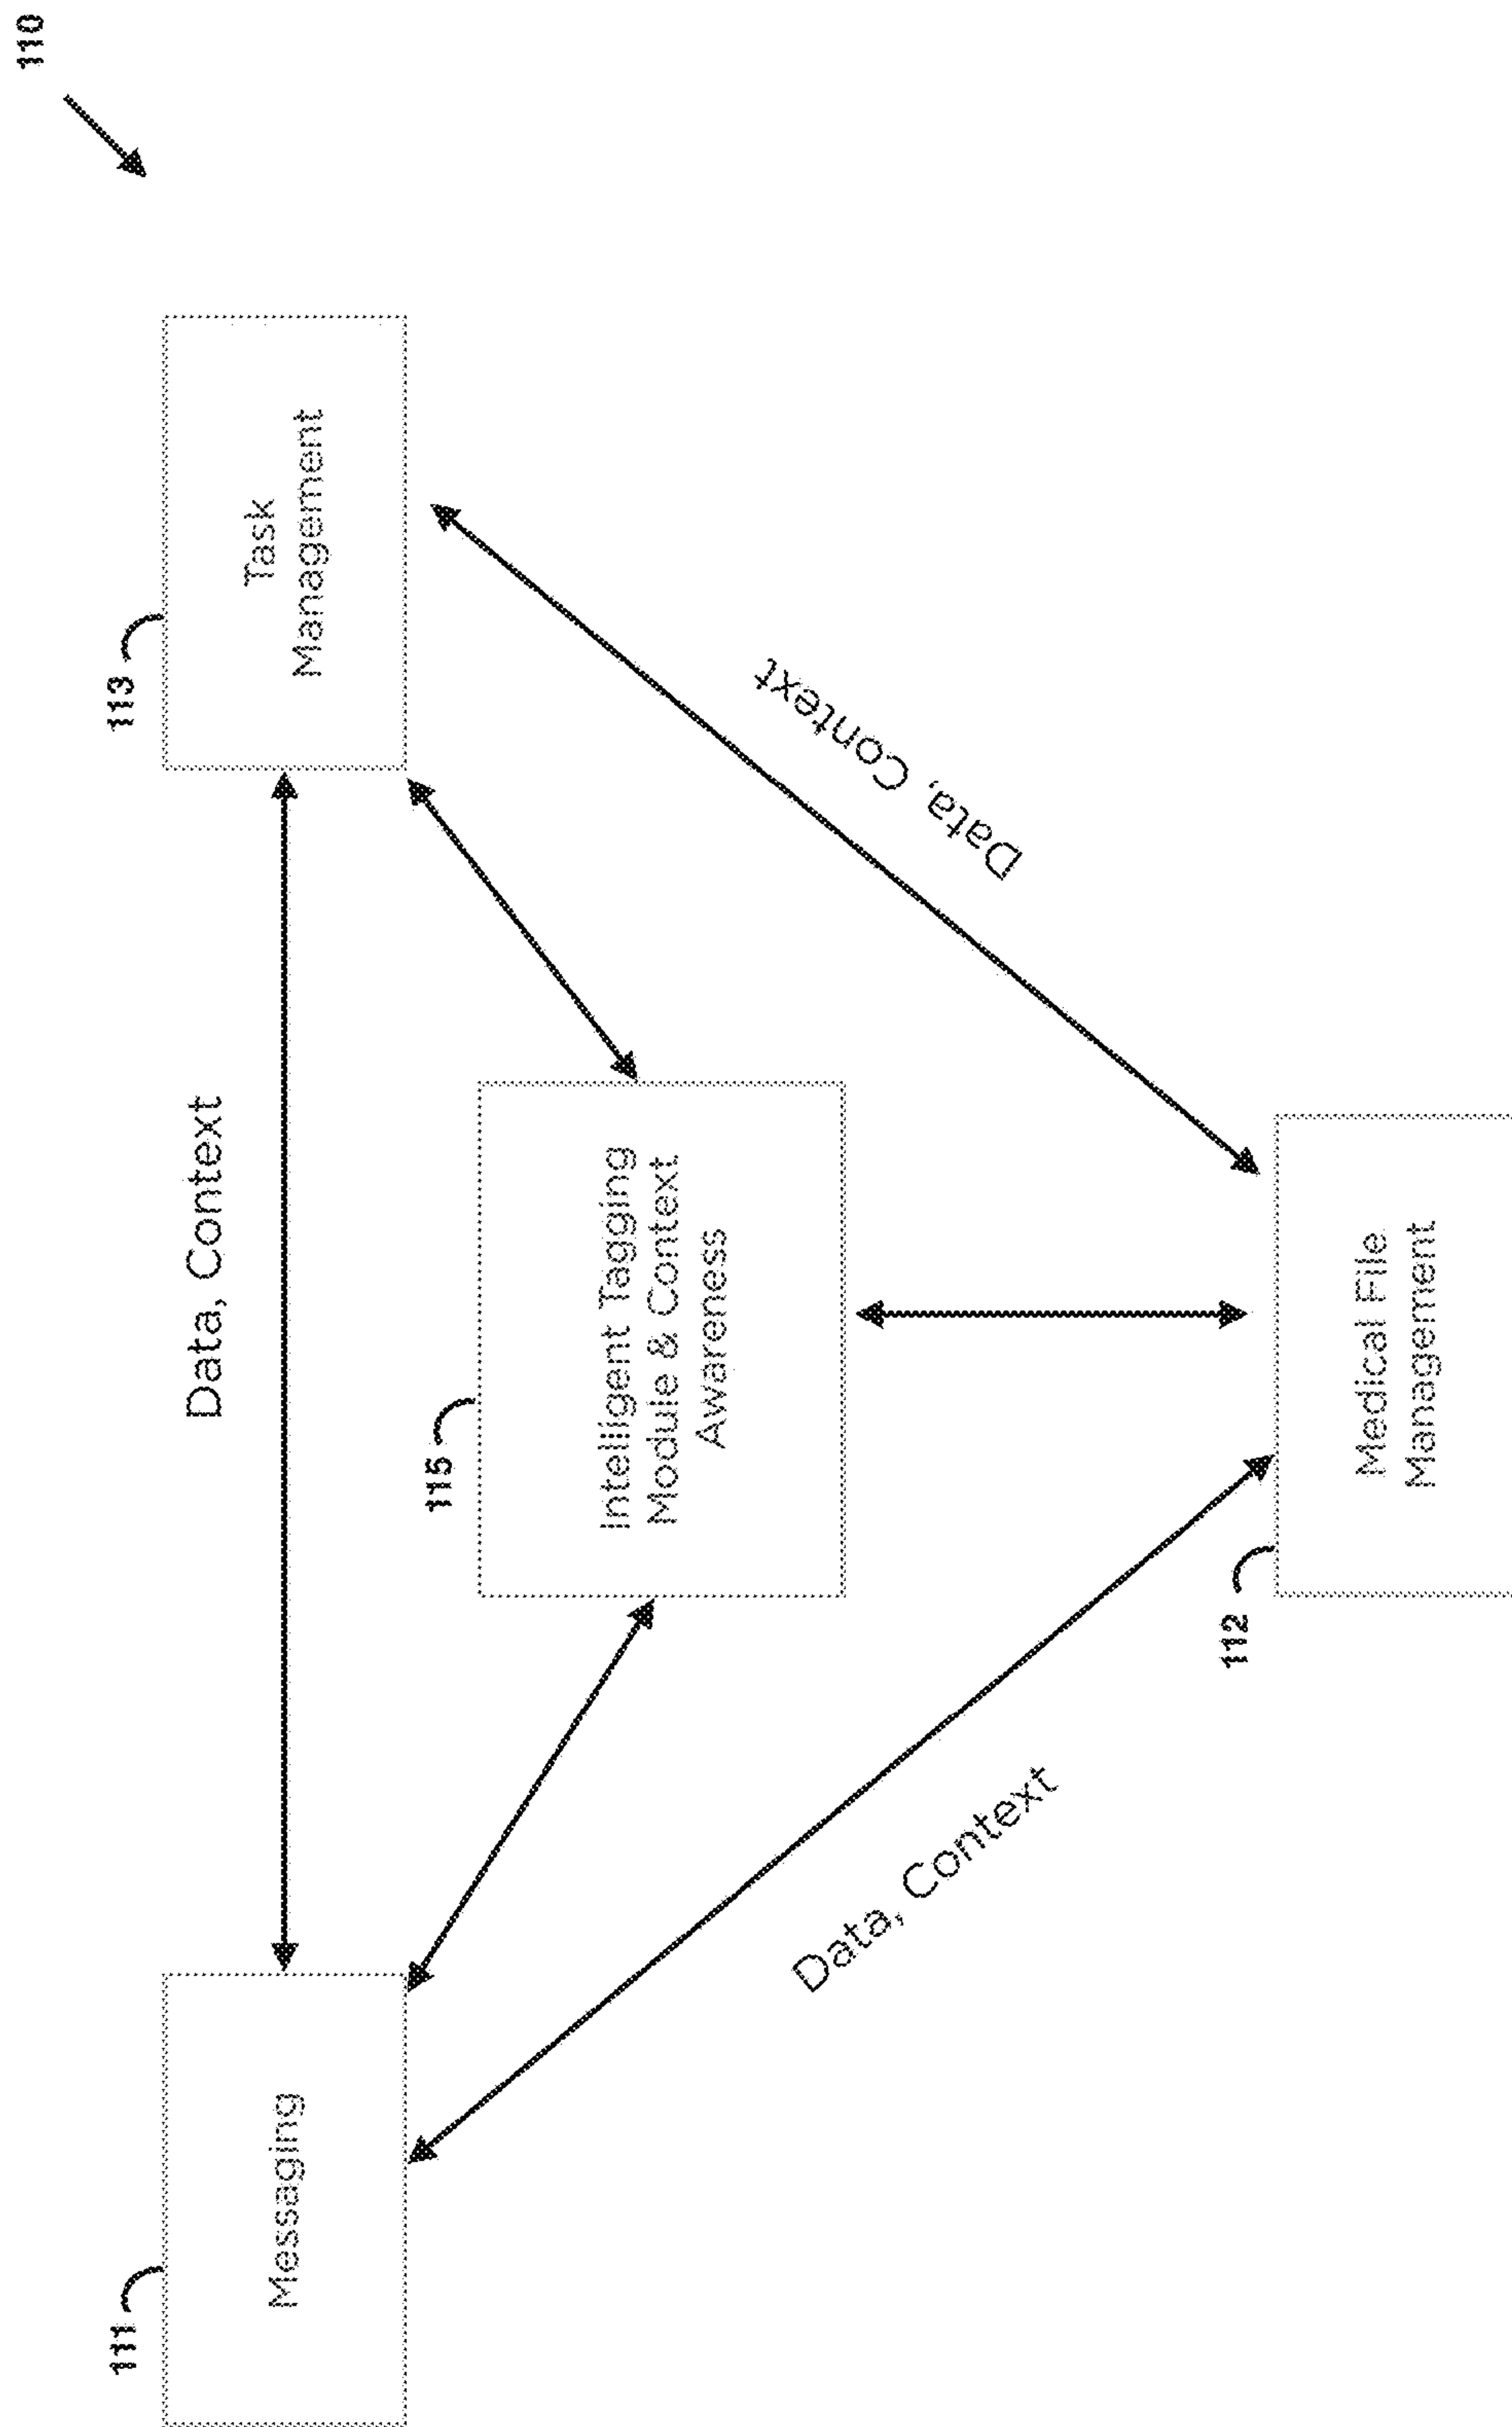 110
111
Messaging
Data, Context
113
Task
Management
115
Intelligent Tagging
Module & Context
Awareness
Data, Context
Data, Context
112
Medical File
Management